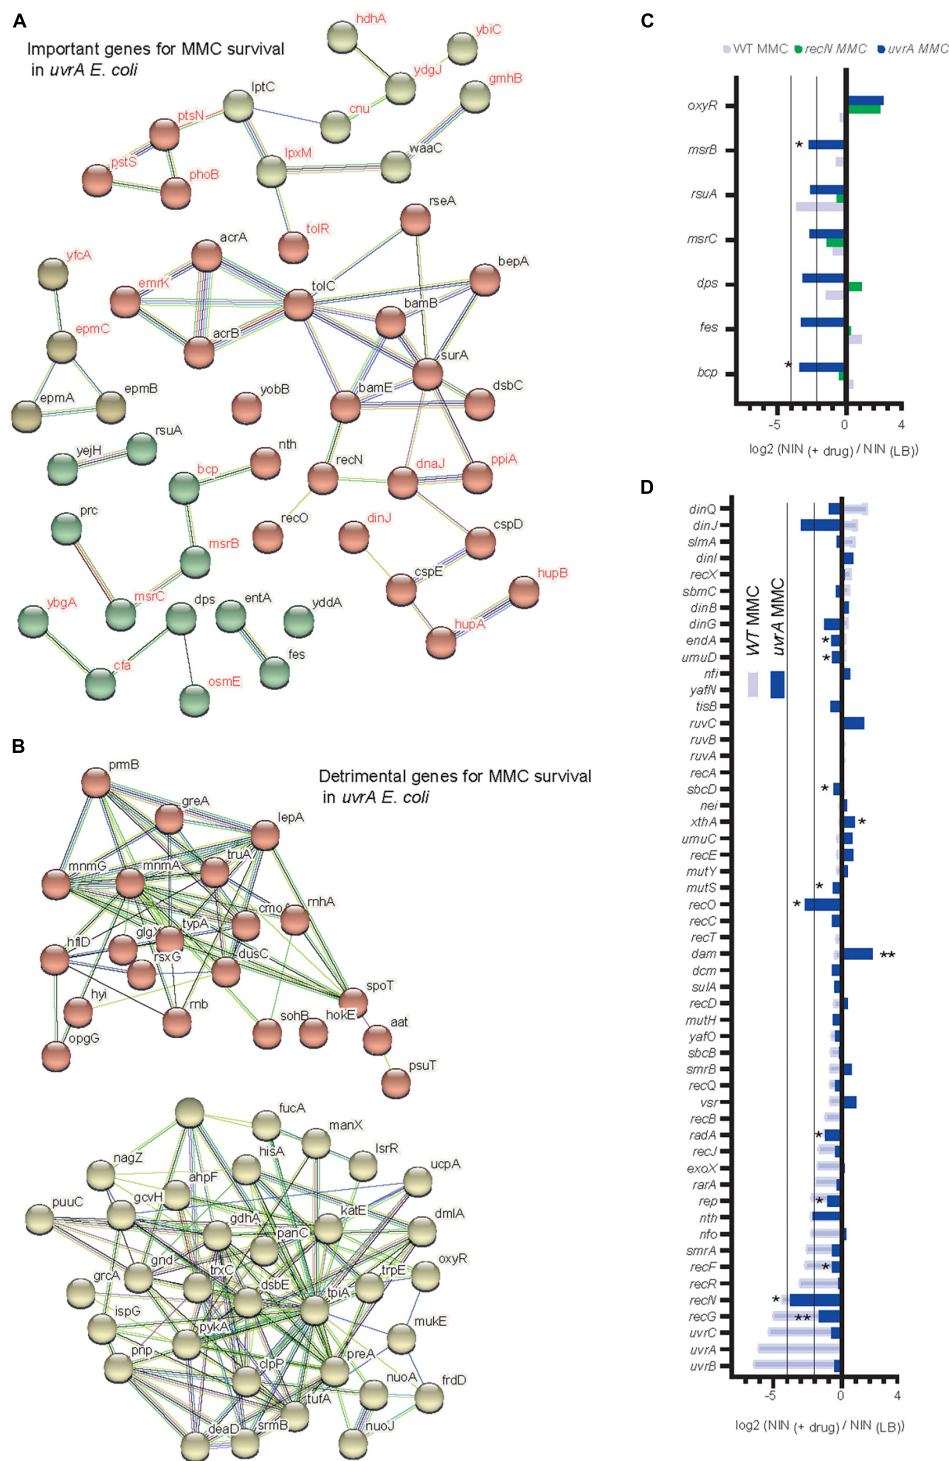 A
Important genes for MMC survival
in uvrA E. coli
hdhA
ybiC
ydgJ
gmhB
lptC
ptsN
cnu
pstS
phoB
lpxM
waaC
tolR
rseA
acrA
bepA
yfcA
emrK
tolC
bamB
epmC
acrB
surA
epmA
epmB
yobB
bamE
dsbC
rsuA
yejH
nth
bcp
recN
dnaJ
ppiA
prc
recO
dinJ
cspD
msrB
cspE
hupB
ybgA
msrC
dps
entA
yddA
hupA
cfa
fes
osmE
B
Detrimental genes for MMC survival
in uvrA E. coli
prmB
greA
lepA
mnmG
mnmA
truA
cmoA
rnhA
hflD
glgX
typA
rsxG
dusC
hyi
rnb
spoT
sohB
hokE
aat
opgG
psuT
fucA
manX
nagZ
hisA
lsrR
ucpA
puuC
gcvH
ahpF
katE
dmlA
gdhA
panC
gnd
trxC
oxyR
grcA
dsbE
trpE
tpiA
ispG
pykA
mukE
pnp
clpP
preA
nuoA
frdD
tufA
deaD
srmB
nuoJ
C
WT MMC recN MMC uvrA MMC
oxyR
* msrB
rsuA
msrC
dps
fes
* bcp
-5 0 4
log2 (NIN (+ drug) / NIN (LB))
D
WT MMC
uvrA MMC
dinQ
dinJ
slmA
dinI
recX
sbmC
dinB
dinG
endA *
umuD *
nfi
yafN
tisB
ruvC
ruvB
ruvA
recA
sbcD *
nei
xthA *
umuC
recE
mutY
mutS *
recO *
recC
recT
dam **
dcm
sulA
recD
mutH
yafO
sbcB
smrB
recQ
vsr
recB
radA *
recJ
exoX
rarA
rep *
nth
nfo
smrA
recF *
recR
recN *
recG **
uvrC
uvrA
uvrB
-5 0 4
log2 (NIN (+ drug) / NIN (LB))